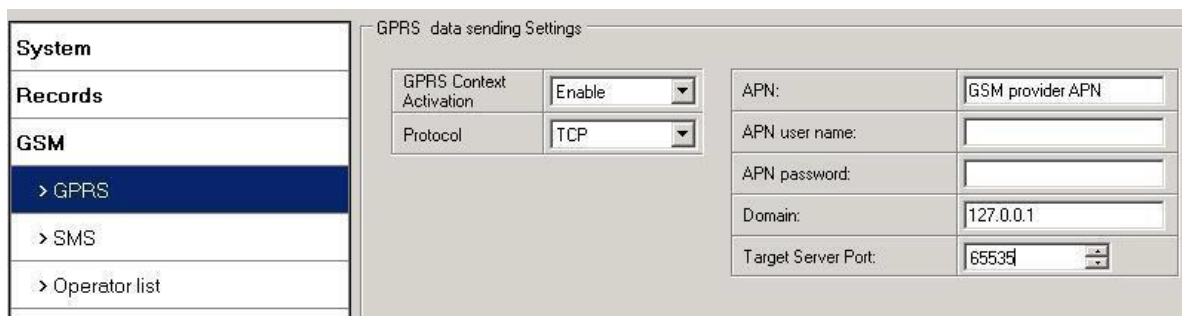 System
Records
GSM
> GPRS
> SMS
> Operator list
GPRS data sending Settings
GPRS Context
Activation
Enable
Protocol
TCP
APN:
GSM provider APN
APN user name:
APN password:
Domain:
127.0.0.1
Target Server Port:
65535